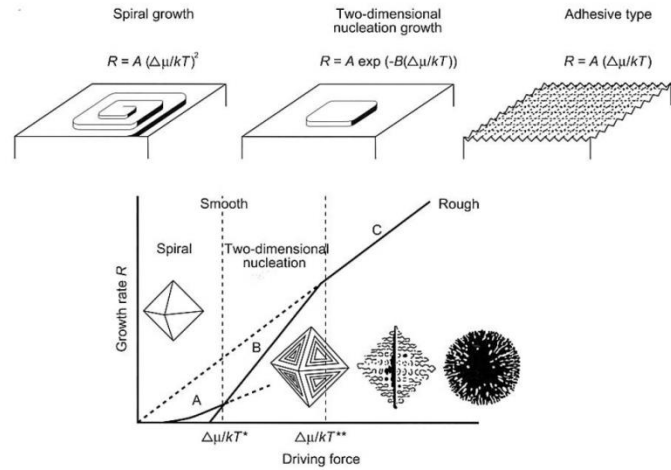 Spiral growth
Two-dimensional
nucleation growth
Adhesive type
R = A (Δμ/kT)²
R = A exp (-B(Δμ/kT))
R = A (Δμ/kT)
Smooth
Rough
Spiral
Two-dimensional
nucleation
C
B
A
Growth rate R
Δμ/kT*
Δμ/kT**
Driving force